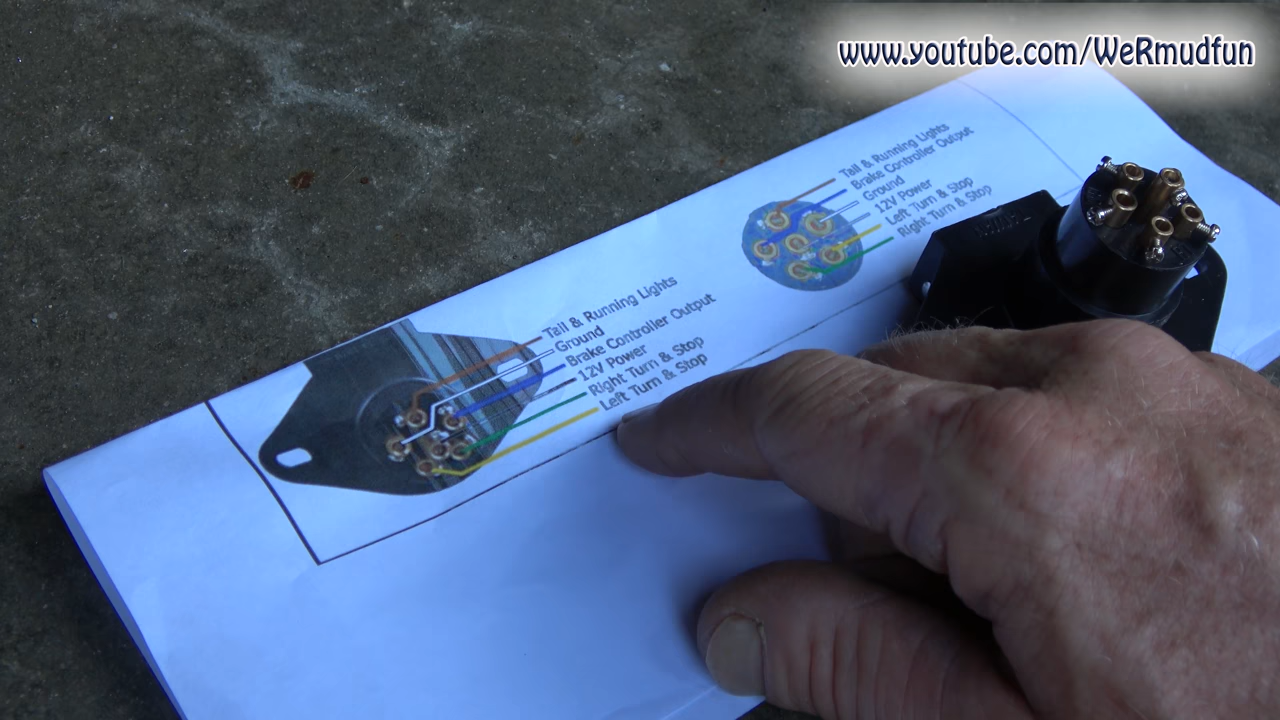 www.youtube.com/WeRmudfun
Tail & Running Lights
Brake Controller Output
Ground
12V Power
Left Turn & Stop
Right Turn & Stop
Tail & Running Lights
Ground
Brake Controller Output
12V Power
Right Turn & Stop
Left Turn & Stop